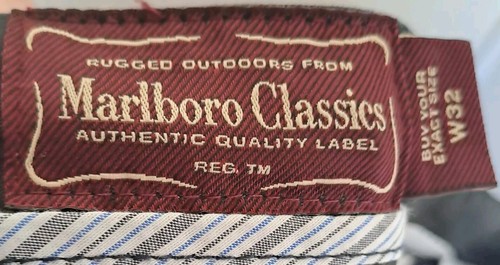 RUGGED OUTDOORS FROM
Marlboro Classics
AUTHENTIC QUALITY LABEL
REG. TM
BUY YOUR
EXACT SIZE
W32